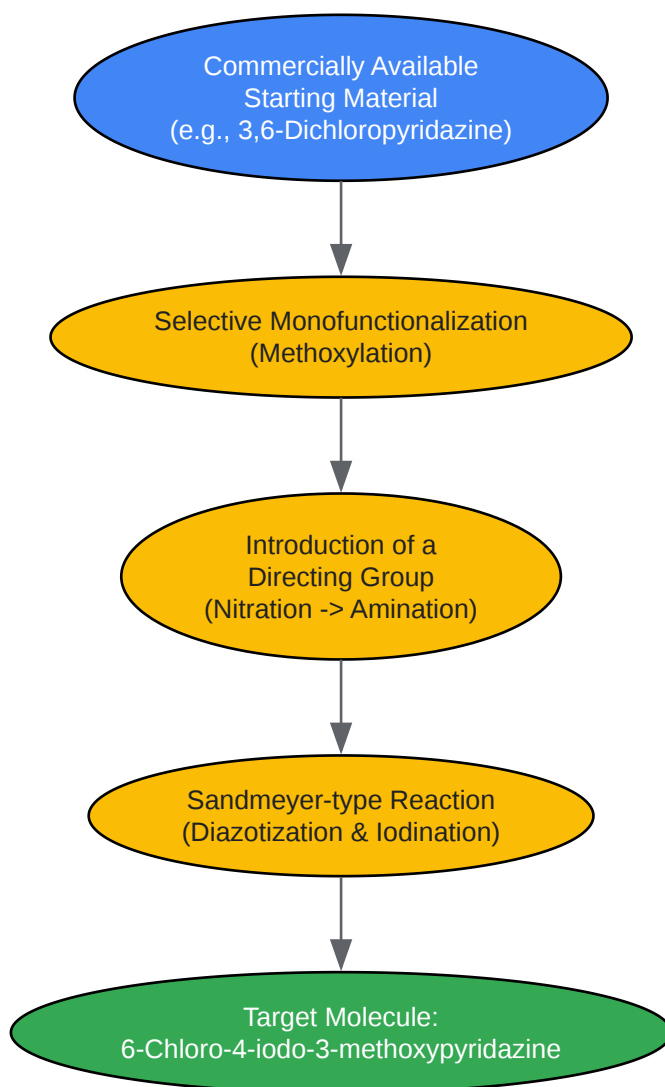 Commercially Available
Starting Material
(e.g., 3,6-Dichloropyridazine)
Selective Monofunctionalization
(Methoxylation)
Introduction of a
Directing Group
(Nitration -> Amination)
Sandmeyer-type Reaction
(Diazotization & Iodination)
Target Molecule:
6-Chloro-4-iodo-3-methoxypyridazine